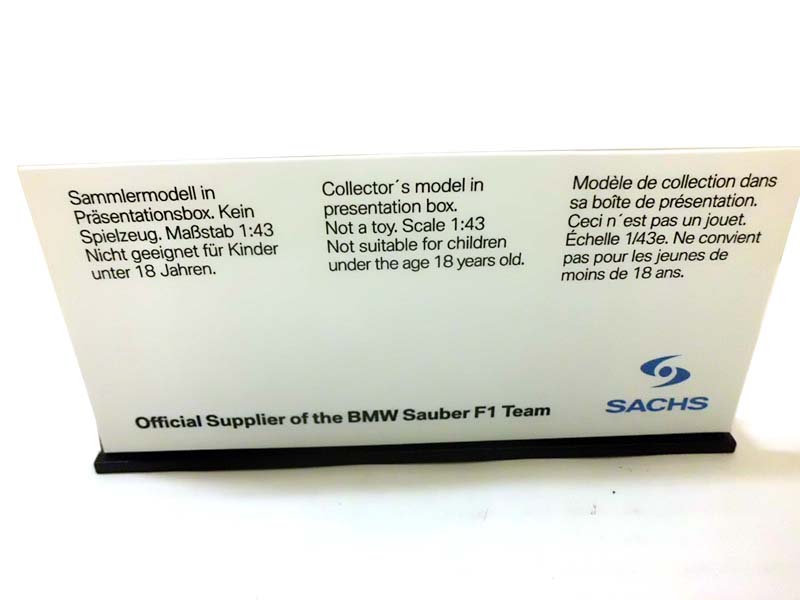 Sammlermodell in
Präsentationsbox. Kein
Spielzeug. Maßstab 1:43
Nicht geeignet für Kinder
unter 18 Jahren.
Collector´s model in
presentation box.
Not a toy. Scale 1:43
Not suitable for children
under the age 18 years old.
Modèle de collection dans
sa boîte de présentation.
Ceci n´est pas un jouet.
Échelle 1/43e. Ne convient
pas pour les jeunes de
moins de 18 ans.
SACHS
Official Supplier of the BMW Sauber F1 Team